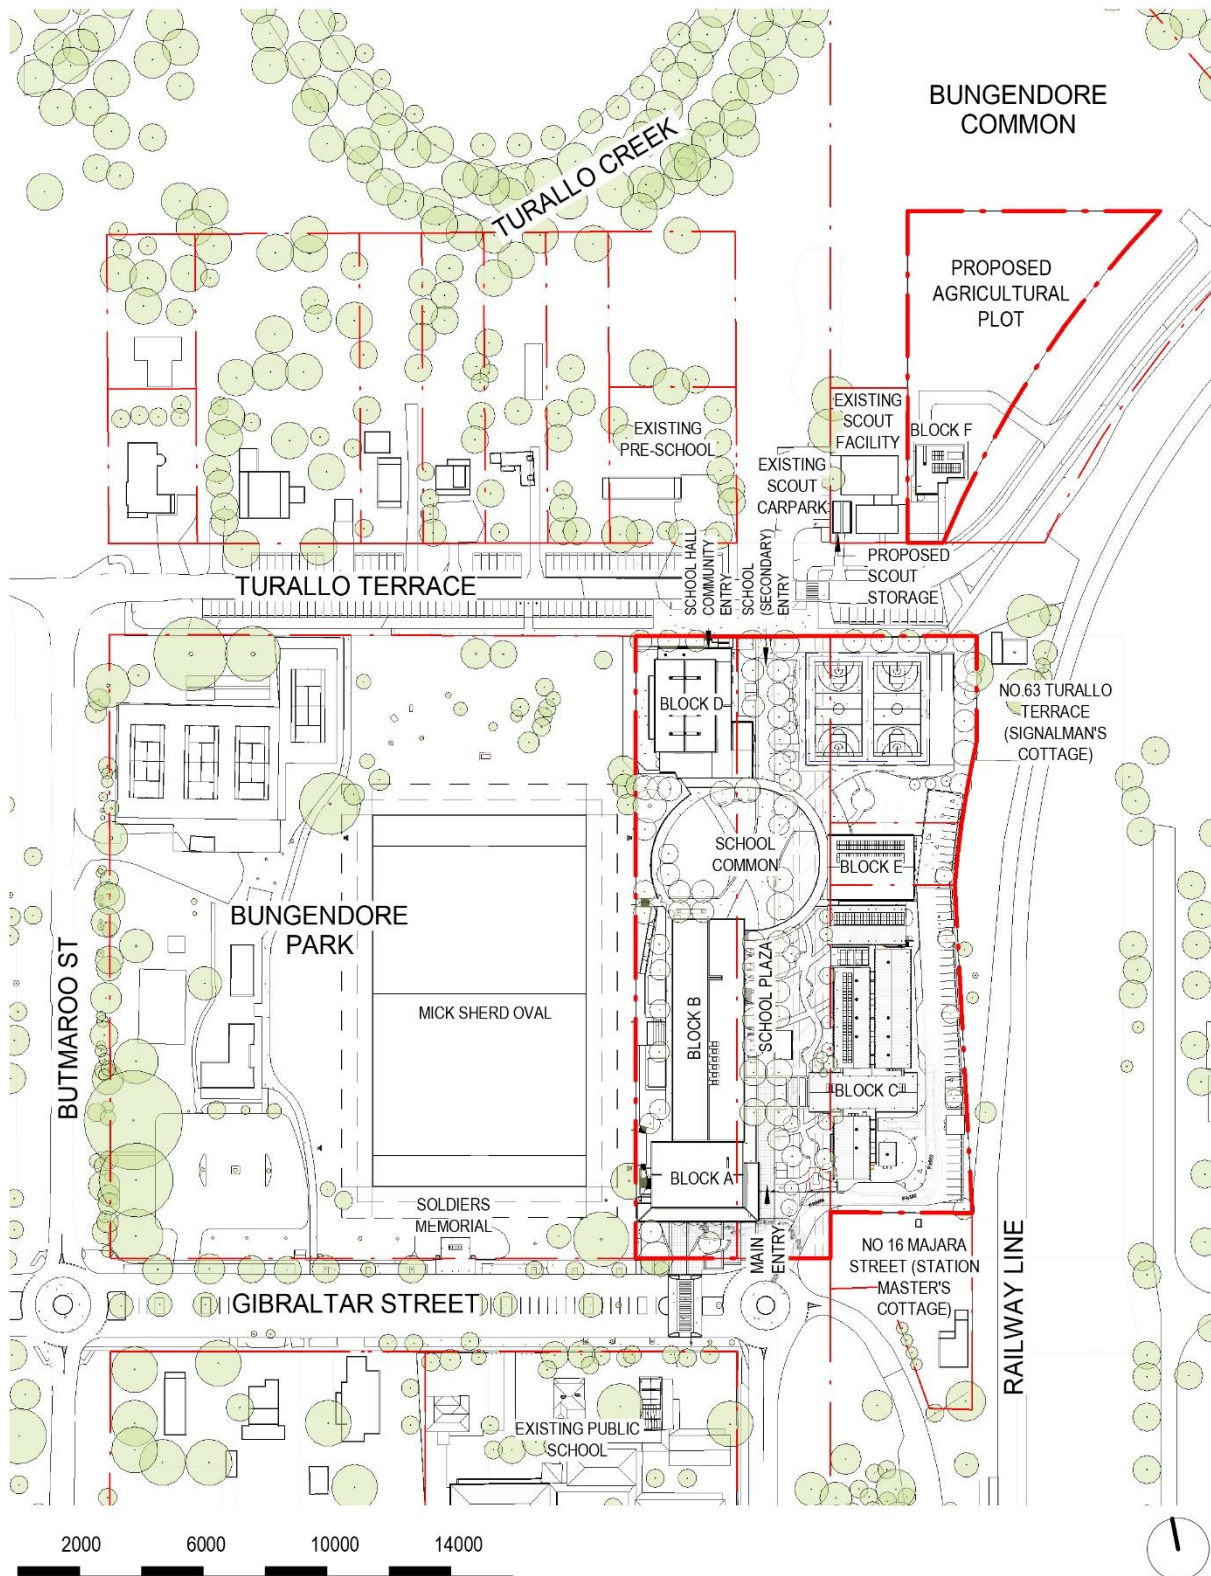 BUNGENDORE
COMMON
TURALLO CREEK
PROPOSED
AGRICULTURAL
PLOT
EXISTING
SCOUT
FACILITY
BLOCK F
EXISTING
PRE-SCHOOL
EXISTING
SCOUT
CARPARK
SCHOOL HALL
COMMUNITY
ENTRY
SCHOOL
(SECONDARY)
ENTRY
PROPOSED
SCOUT
STORAGE
TURALLO TERRACE
BLOCK D
NO.63 TURALLO
TERRACE
(SIGNALMAN'S
COTTAGE)
SCHOOL
COMMON
BLOCK E
BUNGENDORE
PARK
BUTMAROO ST
MICK SHERD OVAL
BLOCK B
SCHOOL PLAZA
BLOCK C
BLOCK A
SOLDIERS
MEMORIAL
MAIN
ENTRY
NO 16 MAJARA
STREET (STATION
MASTER'S
COTTAGE)
RAILWAY LINE
GIBRALTAR STREET
EXISTING PUBLIC
SCHOOL
2000 6000 10000 14000